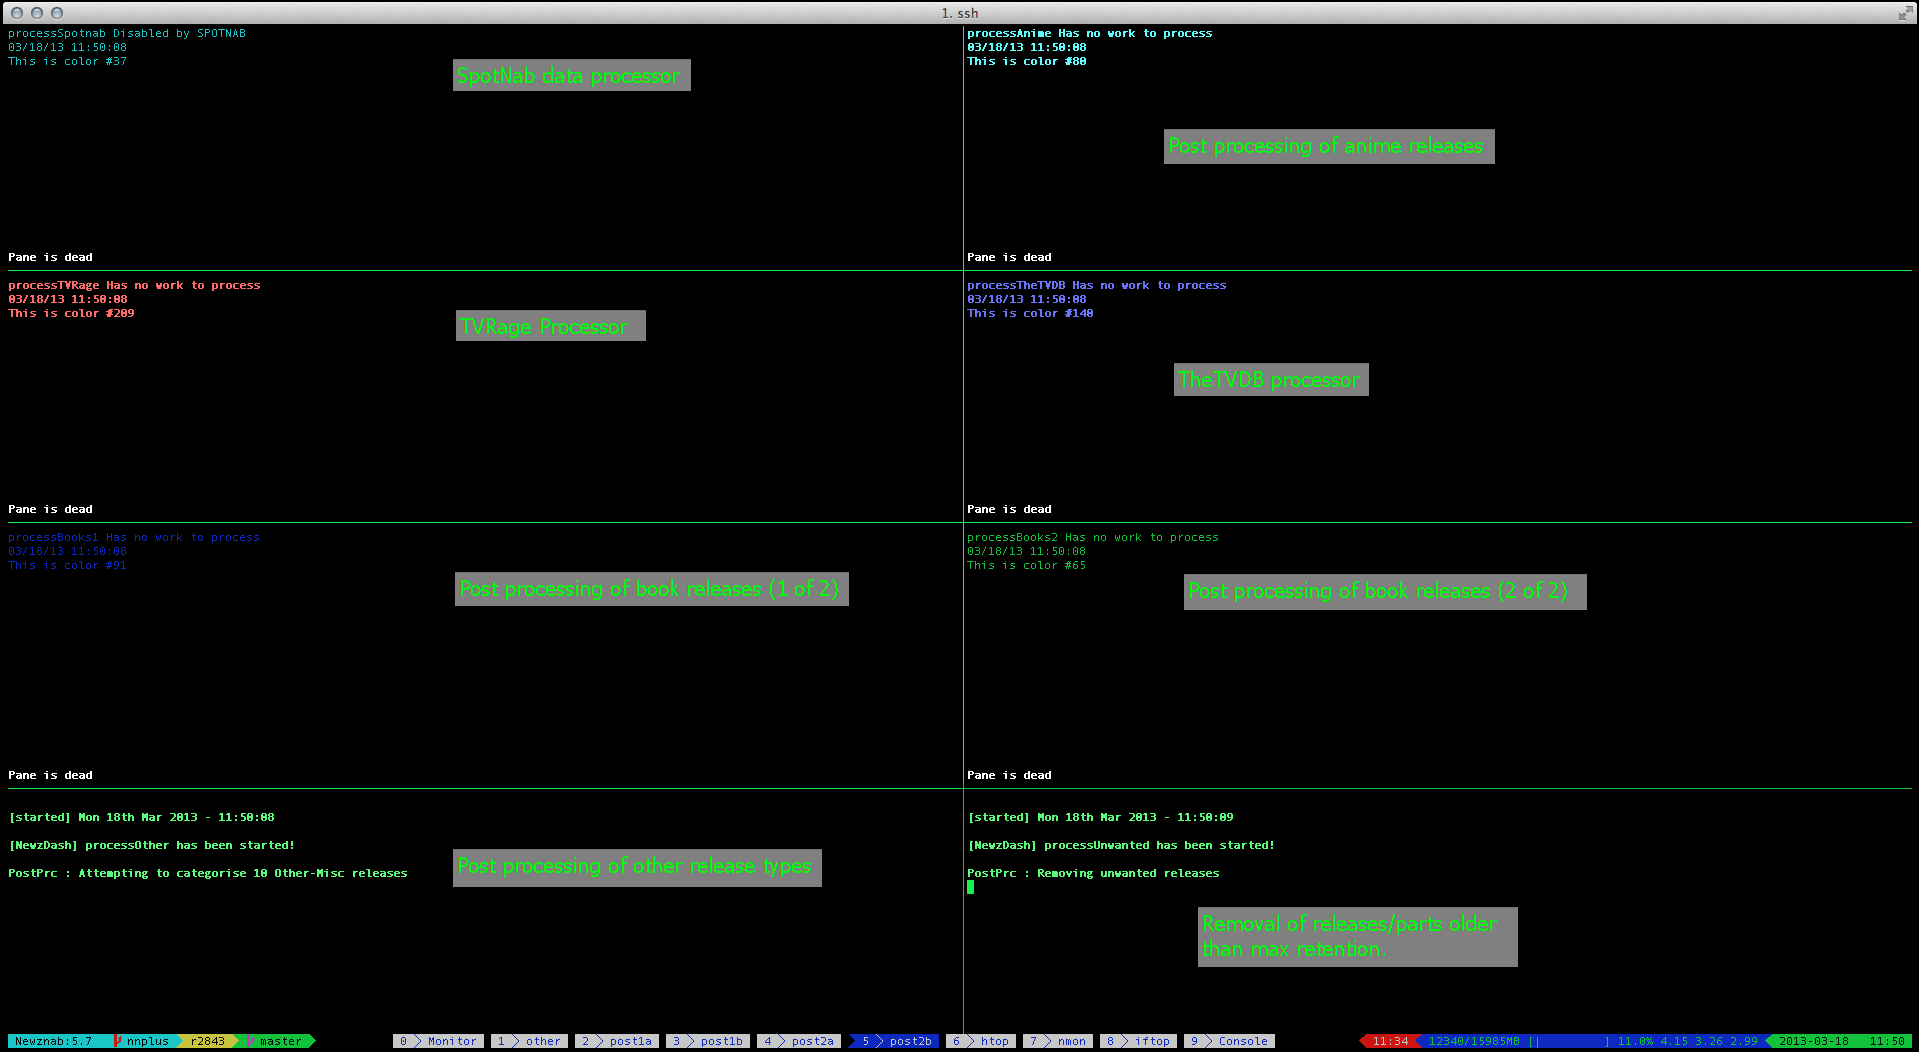 1. ssh
processSpotnab Disabled by SPOTNAB
03/18/13 11:50:08
This is color #37
SpotNab data processor
Pane is dead
processAnime Has no work to process
03/18/13 11:50:08
This is color #80
Post processing of anime releases
Pane is dead
processTVRage Has no work to process
03/18/13 11:50:08
This is color #209
TVRage Processor
Pane is dead
processTheTVDB Has no work to process
03/18/13 11:50:08
This is color #140
TheTVDB processor
Pane is dead
processBooks1 Has no work to process
03/18/13 11:50:08
This is color #91
Post processing of book releases (1 of 2)
Pane is dead
processBooks2 Has no work to process
03/18/13 11:50:08
This is color #65
Post processing of book releases (2 of 2)
Pane is dead
[started] Mon 18th Mar 2013 - 11:50:08
[NewzDash] processOther has been started!
PostPrc : Attempting to categorise 10 Other-Misc releases
Post processing of other release types
[started] Mon 18th Mar 2013 - 11:50:09
[NewzDash] processUnwanted has been started!
PostPrc : Removing unwanted releases
Removal of releases/parts older
than max retention.
Newznab:5.7 nnplus r2843 master 0 Monitor 1 other 2 post1a 3 post1b 4 post2a 5 post2b 6 htop 7 nmon 8 iftop 9 Console 11:34 12340/15985MB [| ] 11.0% 4.15 3.26 2.99 2013-03-18 11:50